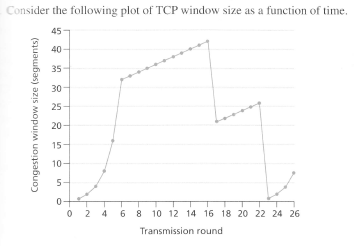 Consider the following plot of TCP window size as a function of time.
Congestion window size (segments)
45
40
35
30
25
20
15
10
5
0
0 2 4 6 8 10 12 14 16 18 20 22 24 26
Transmission round